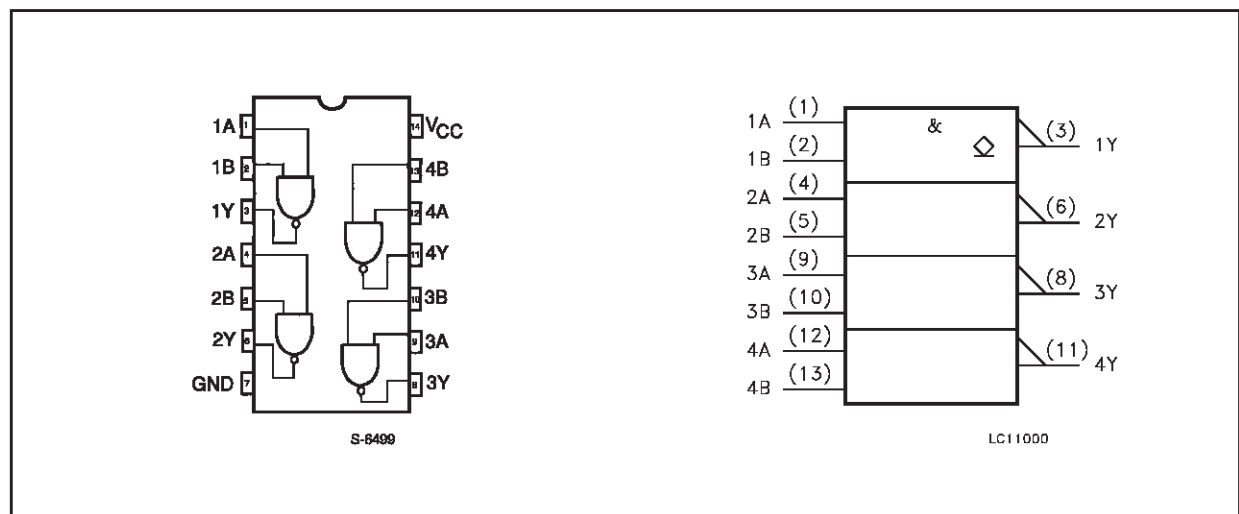 1A 1 14 VCC
1B 2 13 4B
1Y 3 12 4A
2A 4 11 4Y
2B 5 10 3B
2Y 6 9 3A
GND 7 8 3Y
S-6499
1A (1)
1B (2)
2A (4)
2B (5)
3A (9)
3B (10)
4A (12)
4B (13)
&
(3) 1Y
(6) 2Y
(8) 3Y
(11) 4Y
LC11000